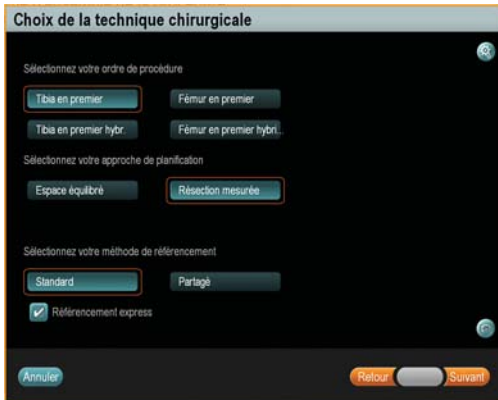 Choix de la technique chirurgicale
Sélectionnez votre ordre de procédure
Tibia en premier Fémur en premier
Tibia en premier hybr. Fémur en premier hybri...
Sélectionnez votre approche de planification
Espace équilibré Résection mesurée
Sélectionnez votre méthode de référencement
Standard Partagé
Référencement express
Annuler Retour Suivant